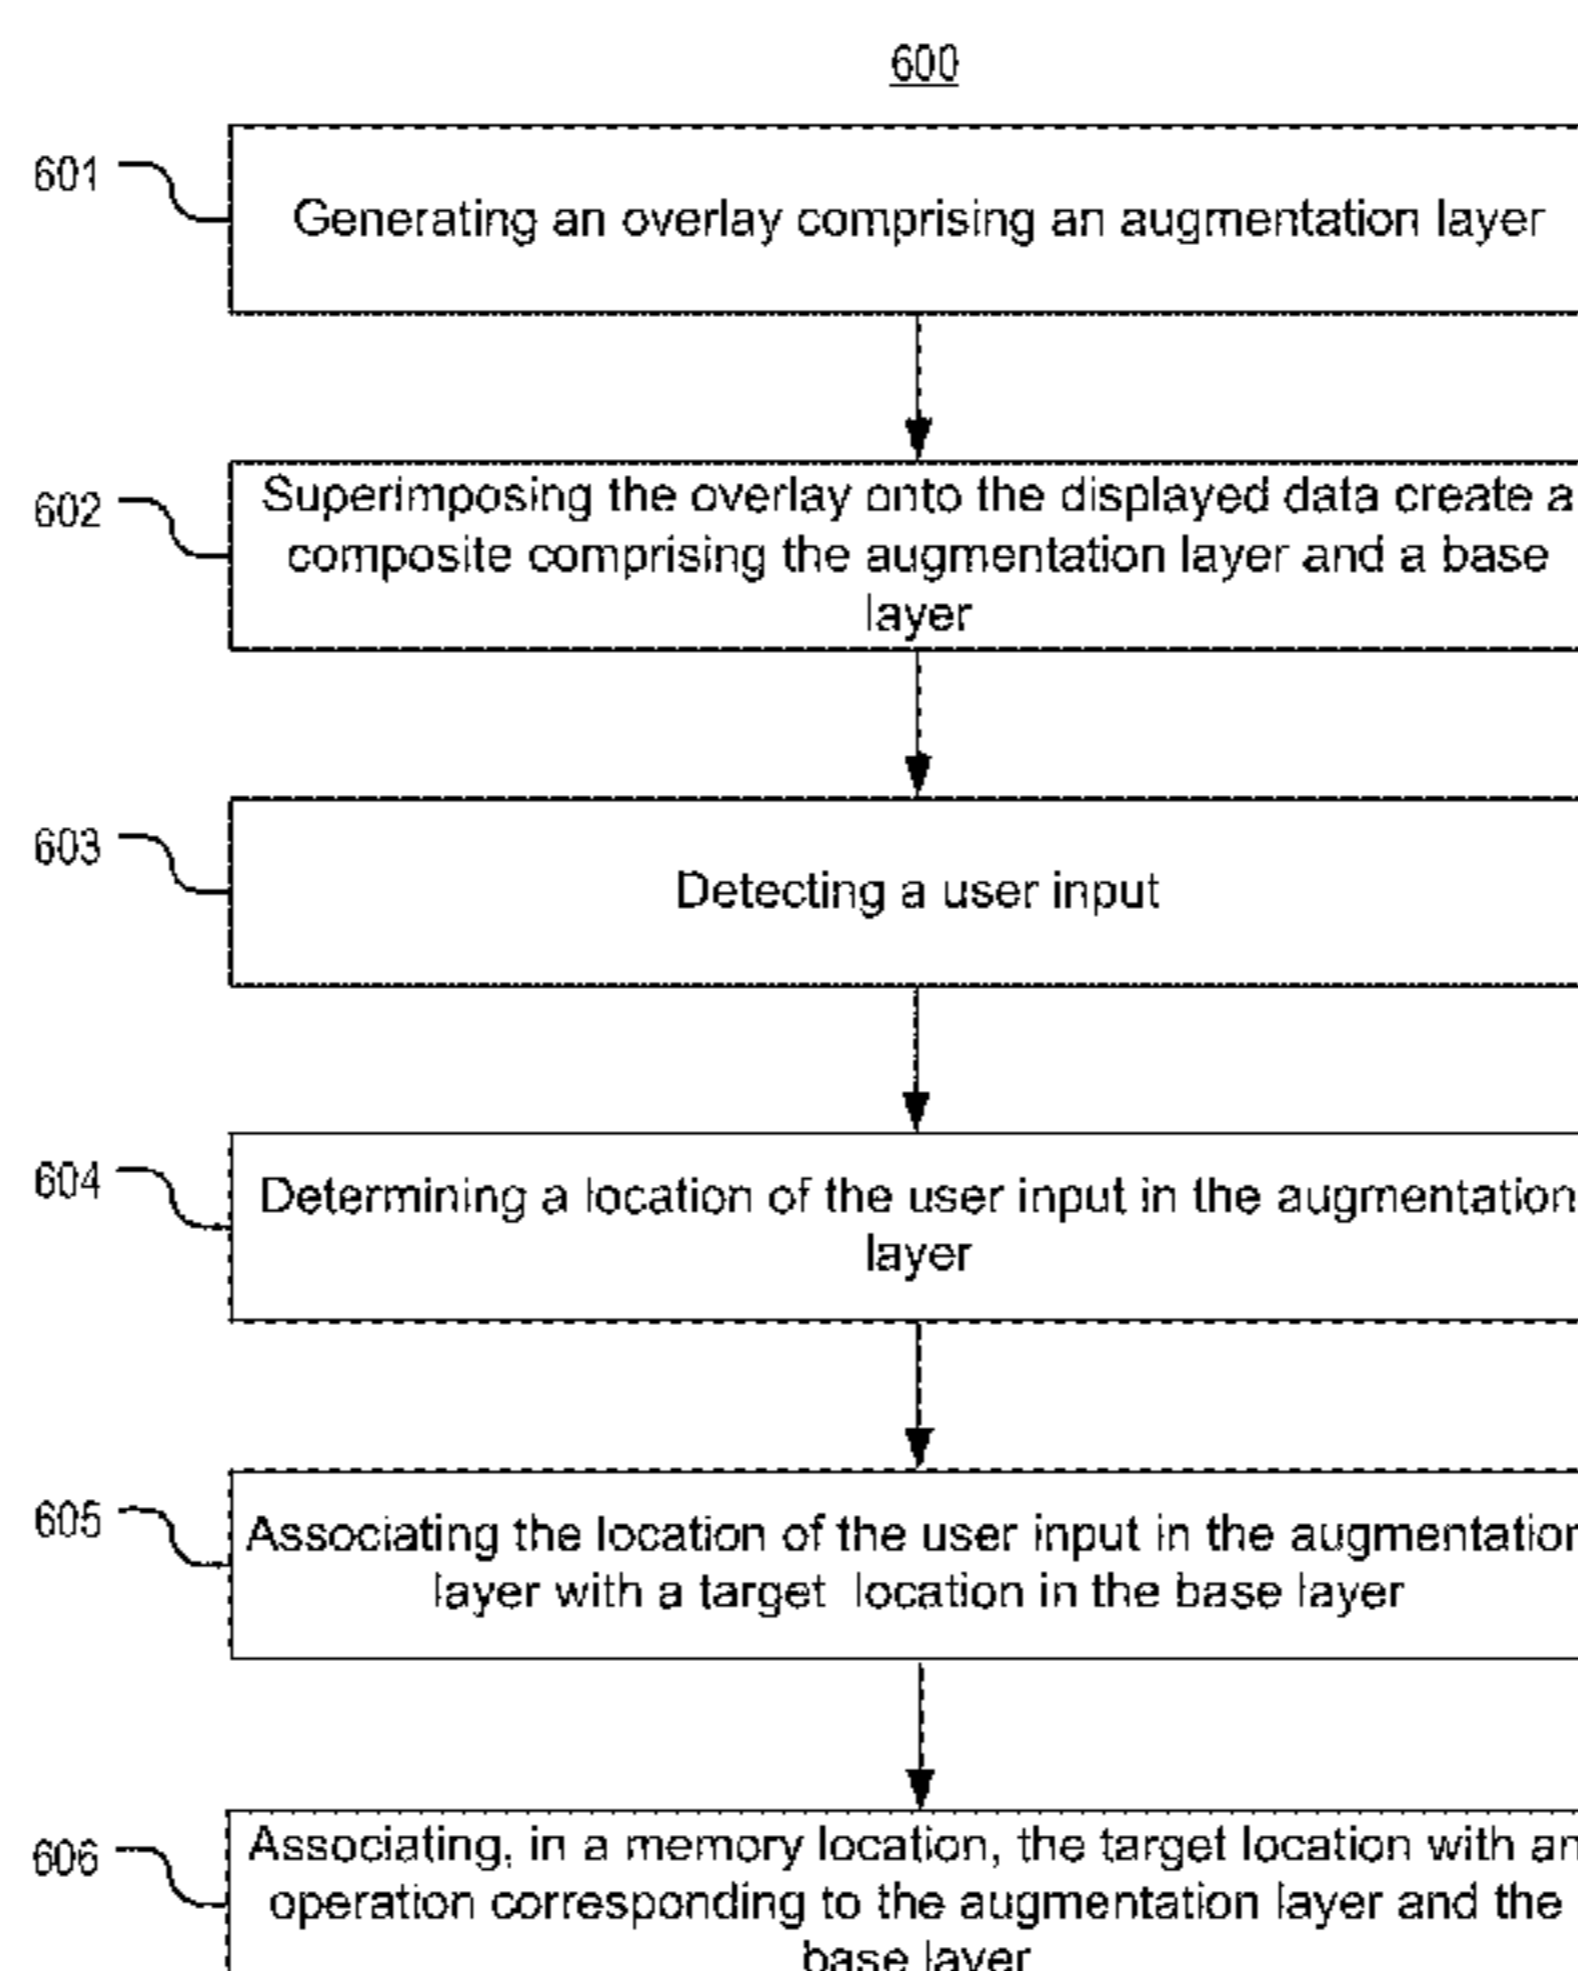 600
601
Generating an overlay comprising an augmentation layer
602
Superimposing the overlay onto the displayed data create a
composite comprising the augmentation layer and a base
layer
603
Detecting a user input
604
Determining a location of the user input in the augmentation
layer
605
Associating the location of the user input in the augmentation
layer with a target location in the base layer
606
Associating, in a memory location, the target location with an
operation corresponding to the augmentation layer and the
base layer